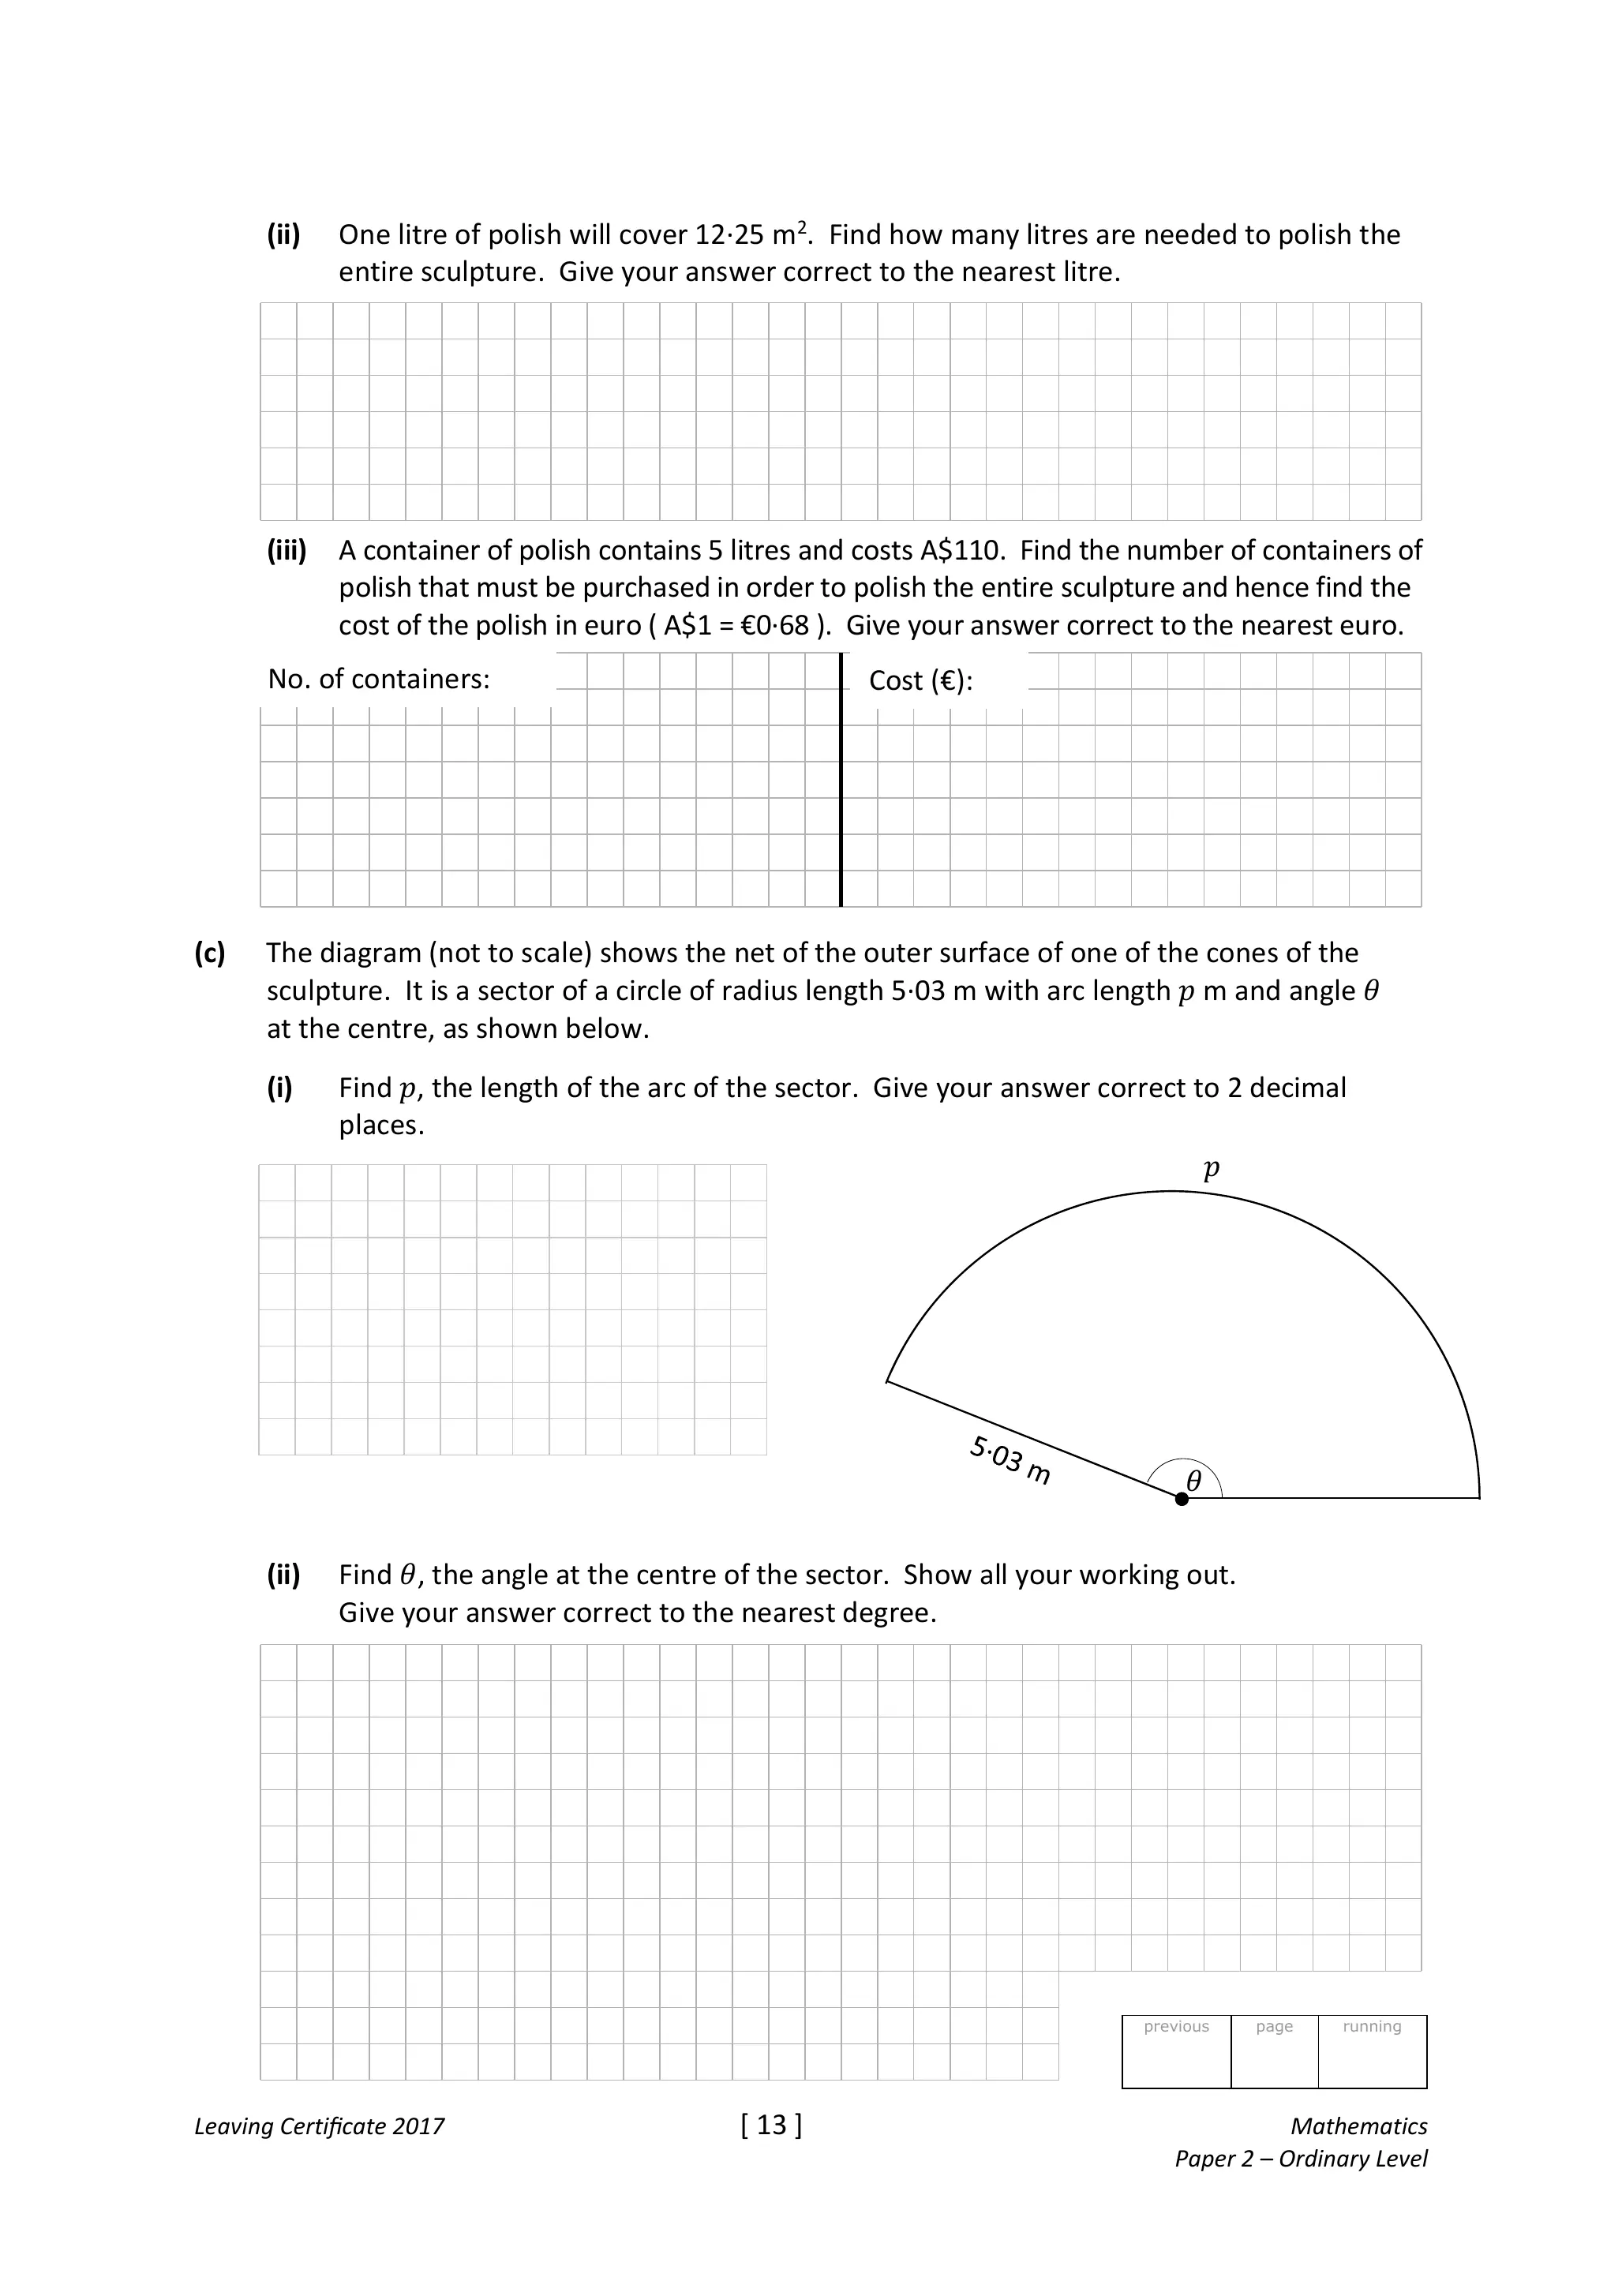 (ii) One litre of polish will cover 12·25 m². Find how many litres are needed to polish the
entire sculpture. Give your answer correct to the nearest litre.
(iii) A container of polish contains 5 litres and costs A$110. Find the number of containers of
polish that must be purchased in order to polish the entire sculpture and hence find the
cost of the polish in euro ( A$1 = €0·68 ). Give your answer correct to the nearest euro.
No. of containers: Cost (€):
(c) The diagram (not to scale) shows the net of the outer surface of one of the cones of the
sculpture. It is a sector of a circle of radius length 5·03 m with arc length p m and angle θ
at the centre, as shown below.
(i) Find p, the length of the arc of the sector. Give your answer correct to 2 decimal
places.
p
5·03 m
θ
(ii) Find θ, the angle at the centre of the sector. Show all your working out.
Give your answer correct to the nearest degree.
previous page running
Leaving Certificate 2017 [ 13 ] Mathematics
Paper 2 – Ordinary Level